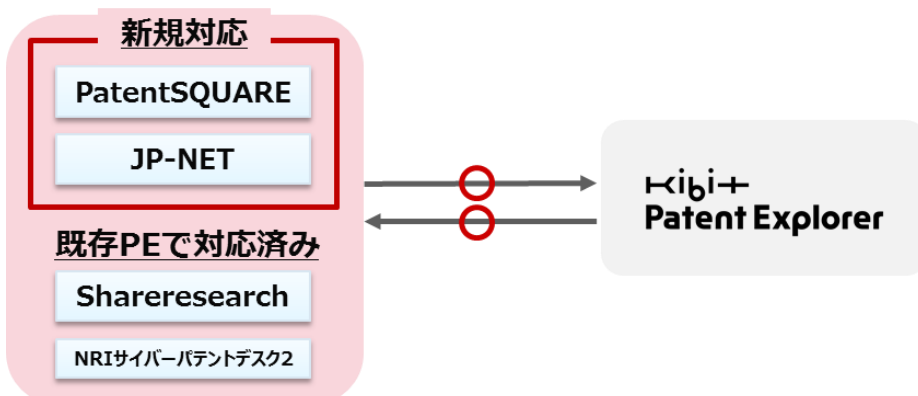 新規対応
PatentSQUARE
JP-NET
既存PEで対応済み
Shareresearch
NRIサイバーパテントデスク2
Kibit
Patent Explorer